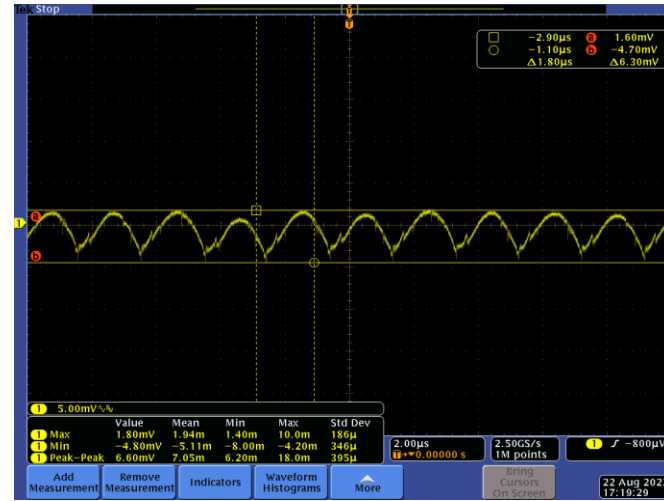 Tek Stop
T
T
−2.90µs a 1.60mV
−1.10µs b −4.70mV
Δ1.80µs Δ6.30mV
a
1
b
1 5.00mV
Value Mean Min Max Std Dev
1 Max 1.80mV 1.94m 1.40m 10.0m 186µ
1 Min −4.80mV −5.11m −8.00m −4.20m 346µ
1 Peak–Peak 6.60mV 7.05m 6.20m 18.0m 395µ
2.00µs 2.50GS/s 1 −800µV
T 0.00000 s 1M points
Add Measurement
Remove Measurement
Indicators
Waveform Histograms
More
Bring Cursors On Screen
22 Aug 202
17:19:29